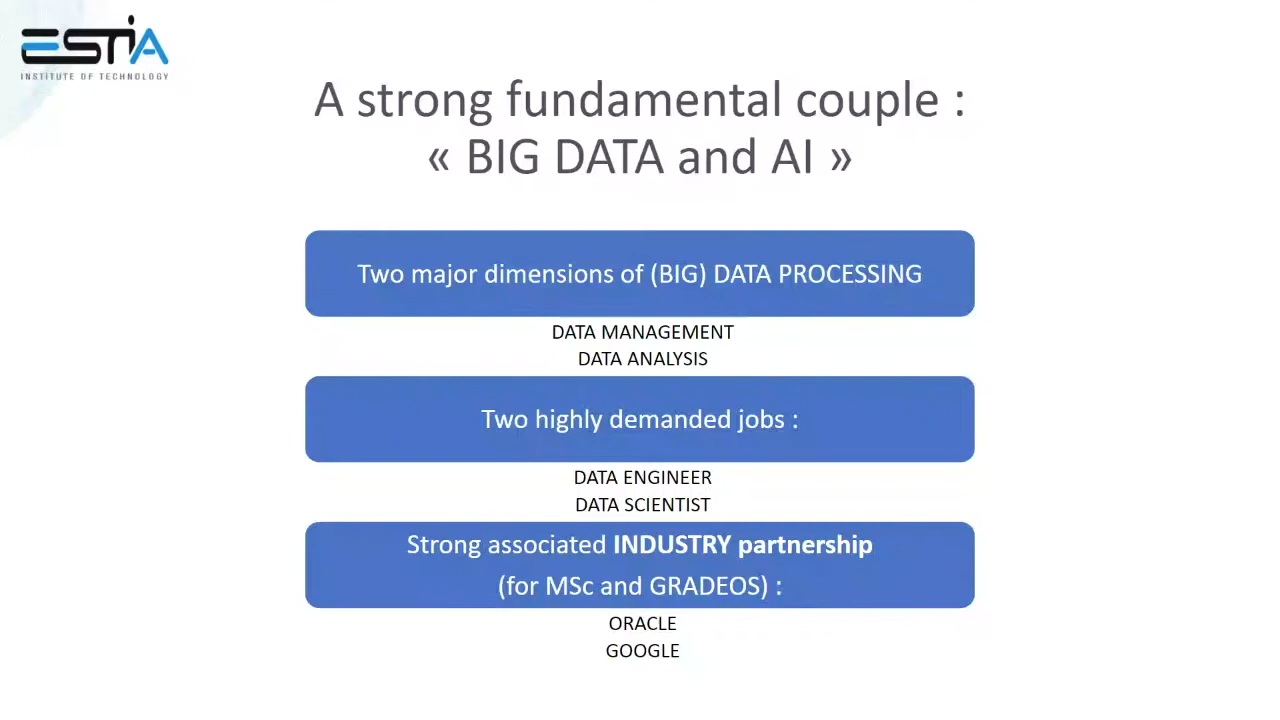 ESTIA
INSTITUTE OF TECHNOLOGY
A strong fundamental couple :
« BIG DATA and AI »
Two major dimensions of (BIG) DATA PROCESSING
DATA MANAGEMENT
DATA ANALYSIS
Two highly demanded jobs :
DATA ENGINEER
DATA SCIENTIST
Strong associated INDUSTRY partnership
(for MSc and GRADEOS) :
ORACLE
GOOGLE